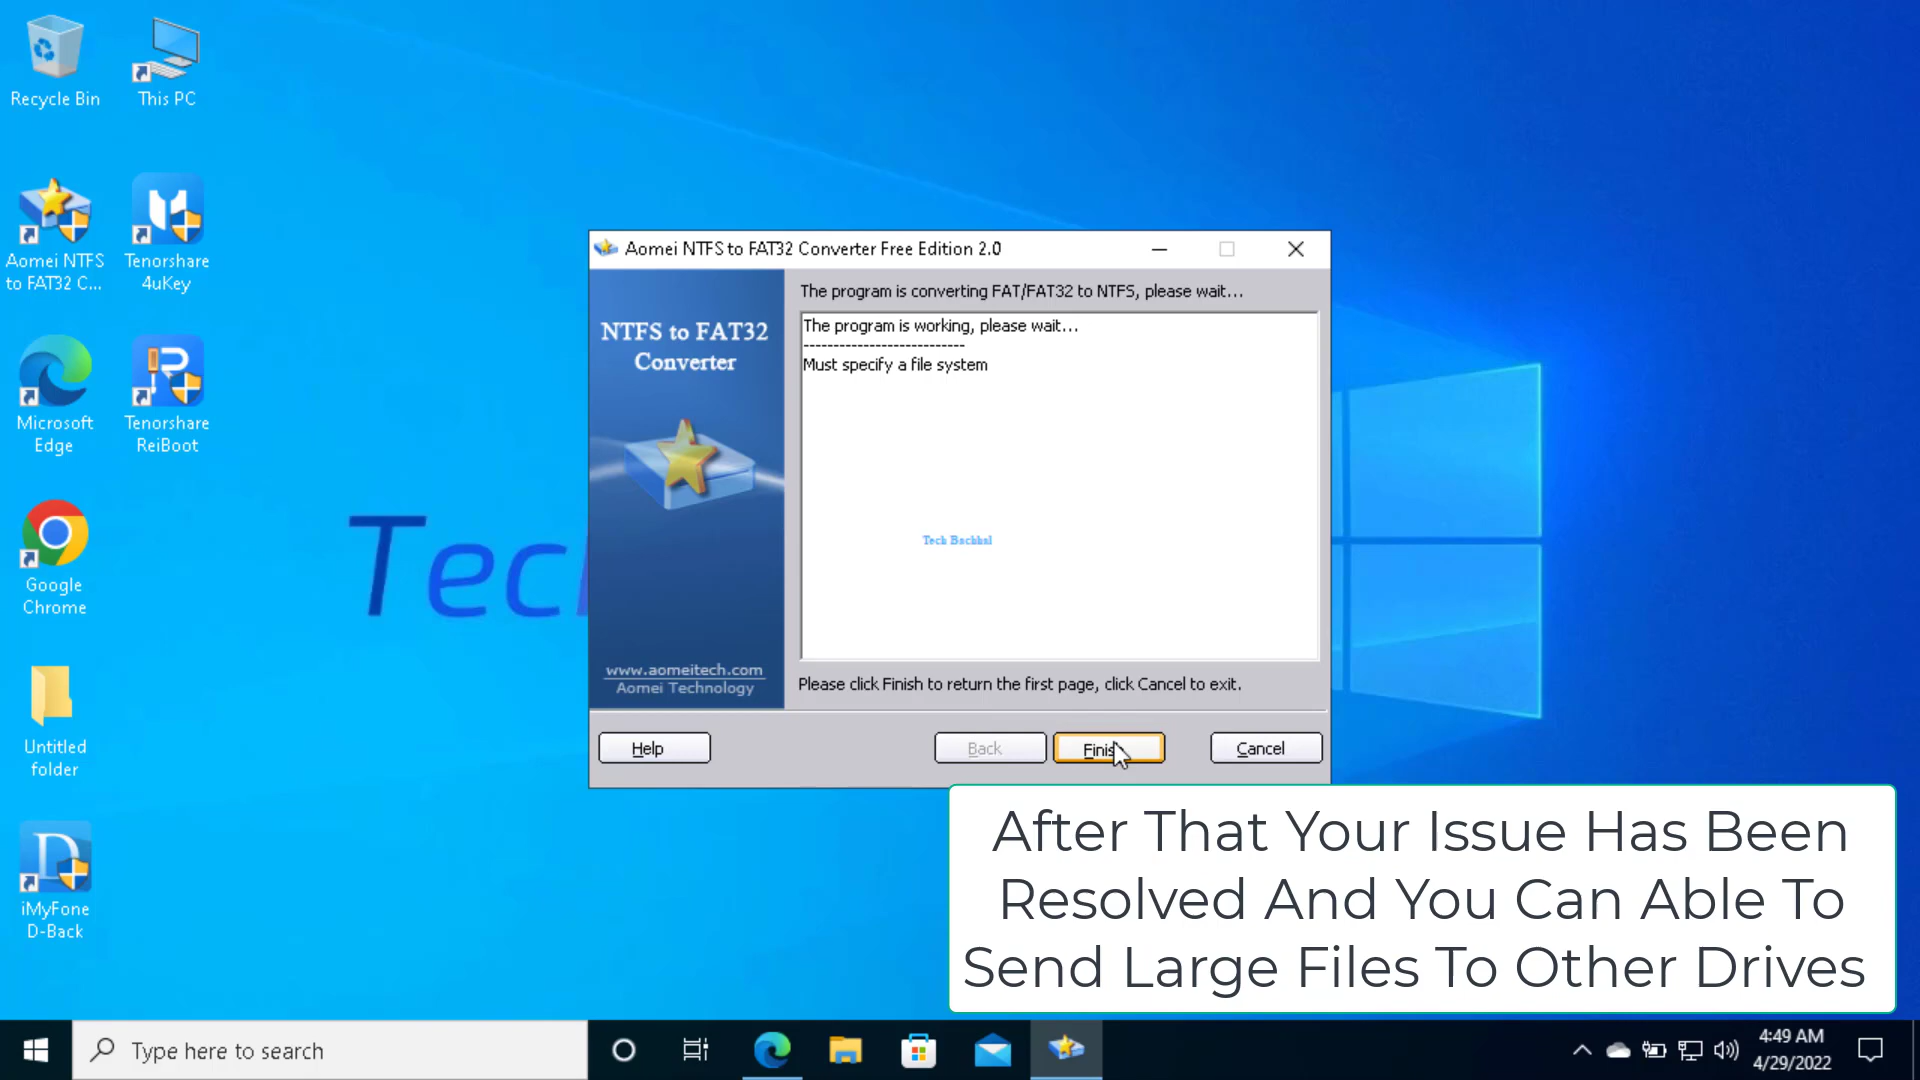 Recycle Bin
This PC
Aomei NTFS
to FAT32 C...
Tenorshare
4uKey
Microsoft
Edge
Tenorshare
ReiBoot
Google
Chrome
Untitled
folder
iMyFone
D-Back
Tec
Aomei NTFS to FAT32 Converter Free Edition 2.0
NTFS to FAT32
Converter
www.aomeitech.com
Aomei Technology
The program is converting FAT/FAT32 to NTFS, please wait...
The program is working, please wait...
---------------------------
Must specify a file system
Tech Bachhal
Please click Finish to return the first page, click Cancel to exit.
Help
Back
Finish
Cancel
After That Your Issue Has Been
Resolved And You Can Able To
Send Large Files To Other Drives
Type here to search
4:49 AM
4/29/2022